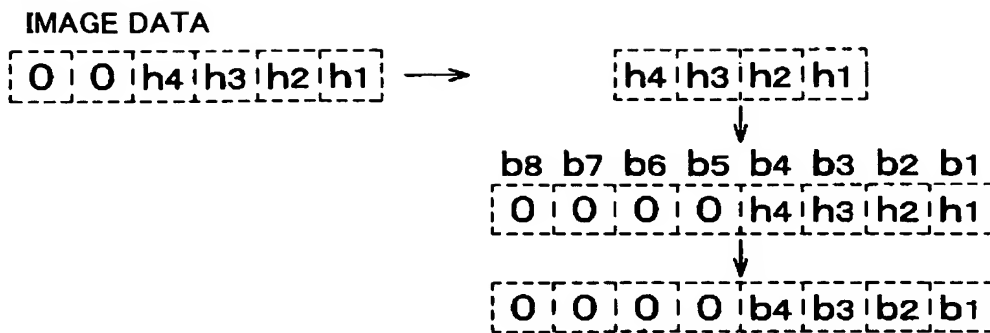 IMAGE DATA
0 0 h4 h3 h2 h1
h4 h3 h2 h1
b8 b7 b6 b5 b4 b3 b2 b1
0 0 0 0 h4 h3 h2 h1
0 0 0 0 b4 b3 b2 b1